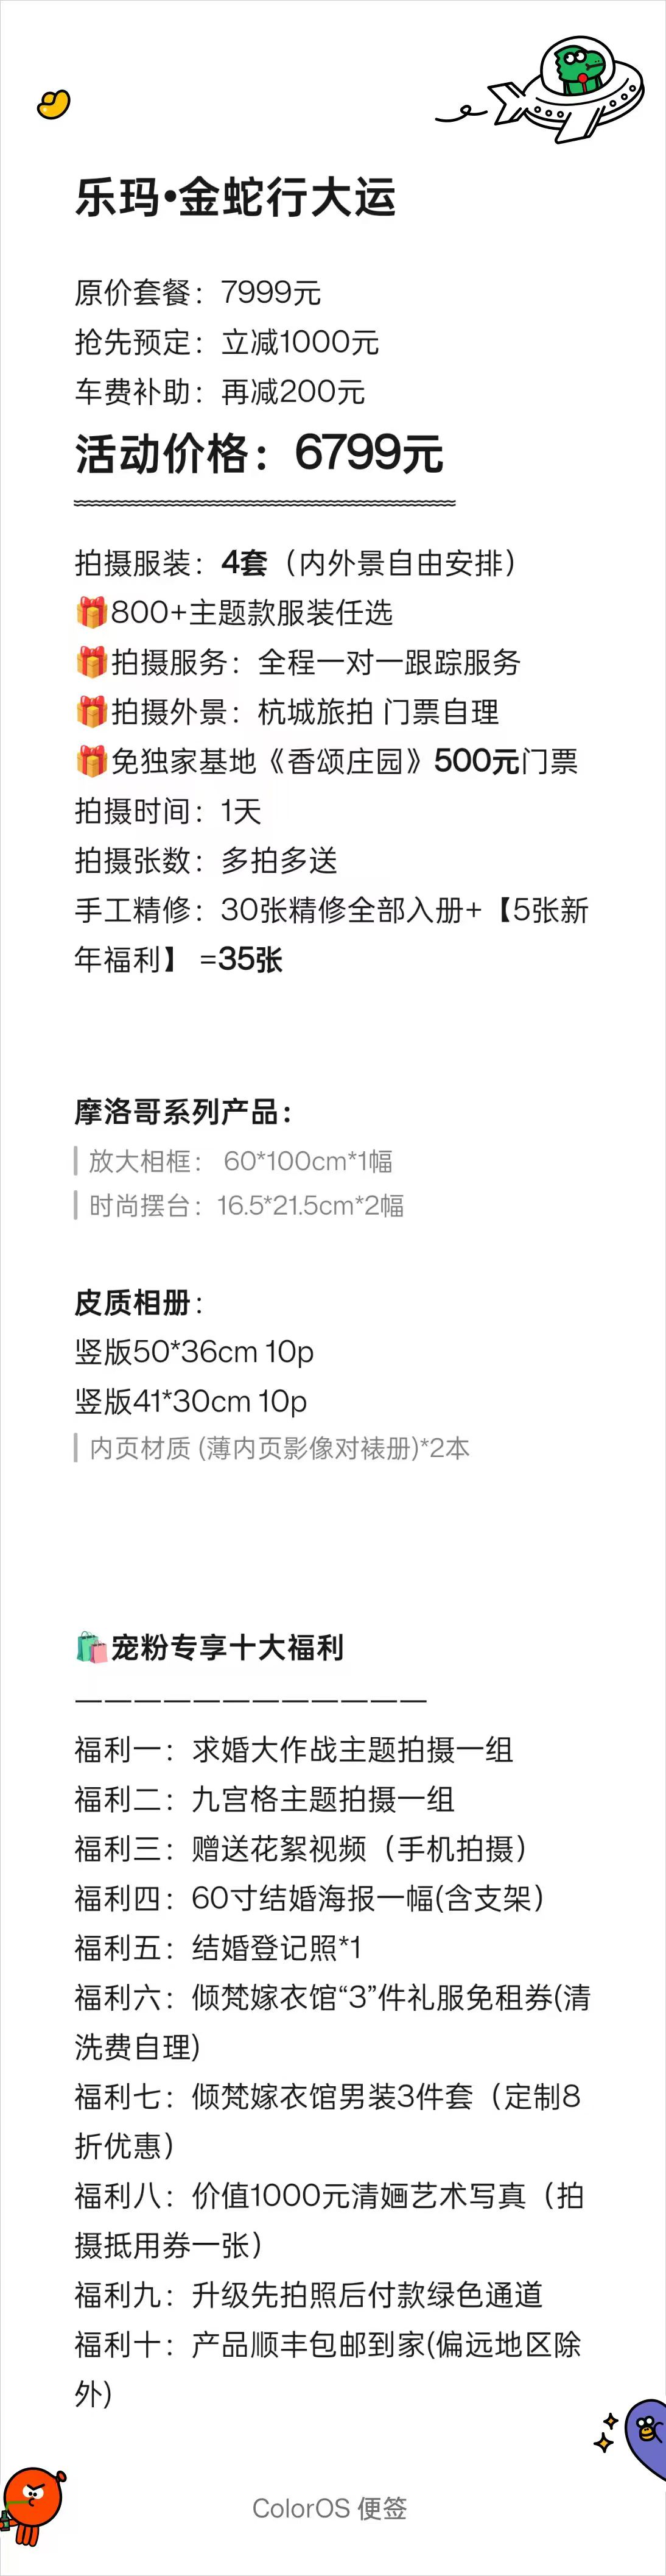 乐玛•金蛇行大运
原价套餐：7999元
抢先预定：立减1000元
车费补助：再减200元
活动价格：6799元
拍摄服装：4套（内外景自由安排）
🎁800+主题款服装任选
🎁拍摄服务：全程一对一跟踪服务
🎁拍摄外景：杭城旅拍 门票自理
🎁免独家基地《香颂庄园》500元门票
拍摄时间：1天
拍摄张数：多拍多送
手工精修：30张精修全部入册+【5张新
年福利】 =35张
摩洛哥系列产品：
放大相框： 60*100cm*1幅
时尚摆台：16.5*21.5cm*2幅
皮质相册：
竖版50*36cm 10p
竖版41*30cm 10p
内页材质 (薄内页影像对裱册)*2本
🛍️宠粉专享十大福利
————————————
福利一：求婚大作战主题拍摄一组
福利二：九宫格主题拍摄一组
福利三：赠送花絮视频（手机拍摄）
福利四：60寸结婚海报一幅(含支架）
福利五：结婚登记照*1
福利六：倾梵嫁衣馆“3”件礼服免租券(清
洗费自理)
福利七：倾梵嫁衣馆男装3件套（定制8
折优惠）
福利八：价值1000元清婳艺术写真（拍
摄抵用券一张）
福利九：升级先拍照后付款绿色通道
福利十：产品顺丰包邮到家(偏远地区除
外)
ColorOS 便签